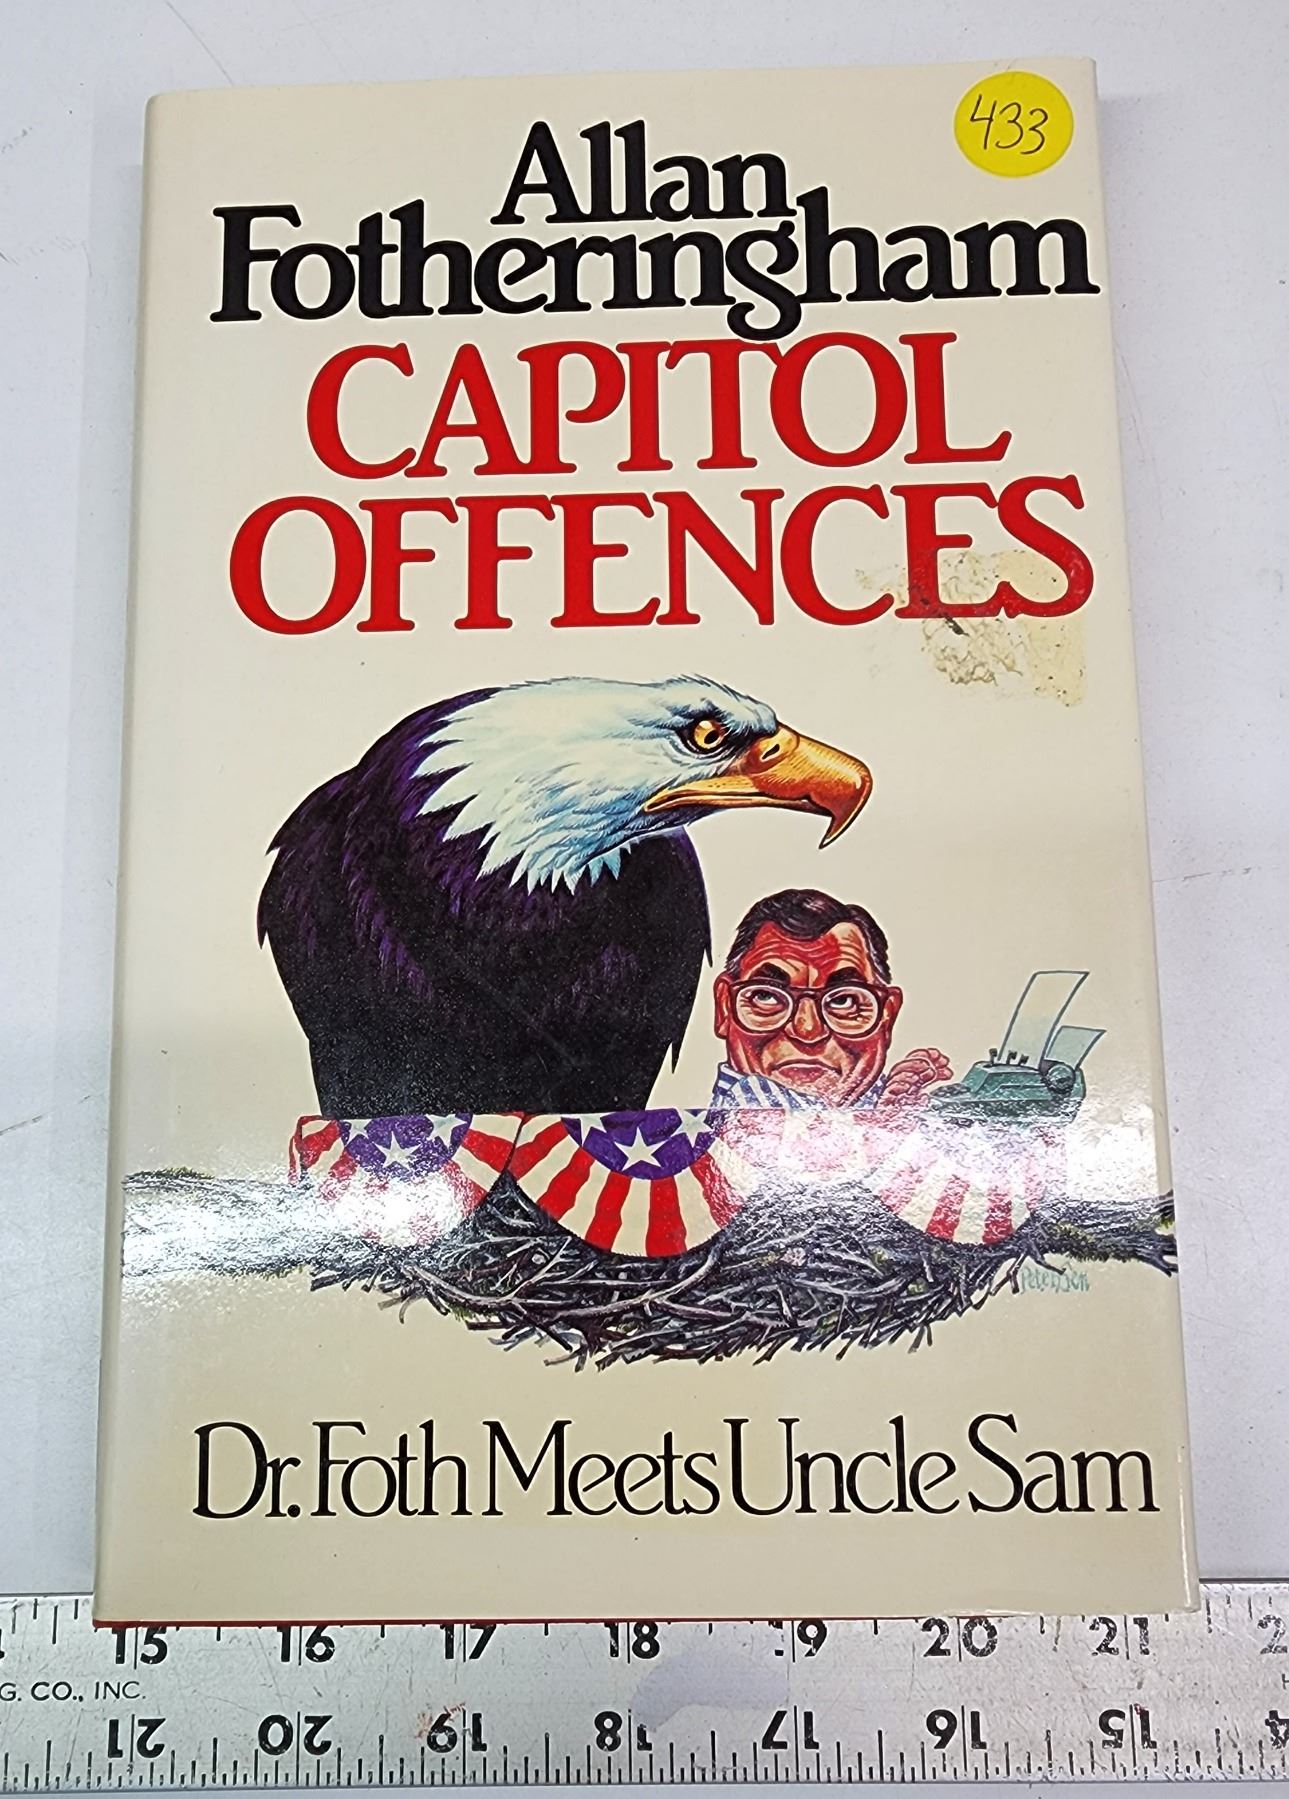 433
Allan
Fotheringham
CAPITOL
OFFENCES
Petersen
Dr. Foth Meets Uncle Sam
15 16 17 18 19 20 21
G. CO., INC.
21 20 19 18 17 16 15